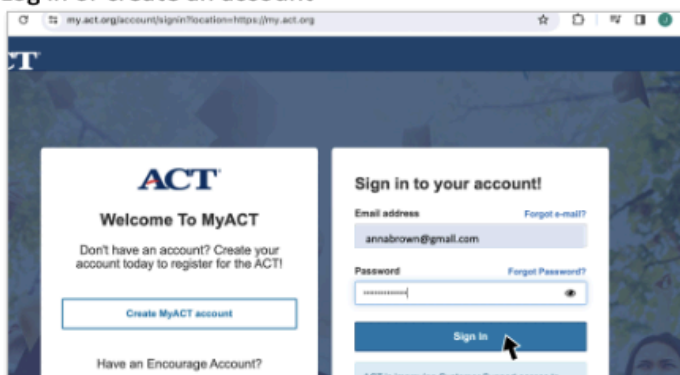 Log in or create an account
my.act.org/account/signin?location=https://my.act.org
ACT
Welcome To MyACT
Don't have an account? Create your
account today to register for the ACT!
Create MyACT account
Have an Encourage Account?
Sign in to your account!
Email address Forgot e-mail?
annabrown@gmail.com
Password Forgot Password?
Sign In